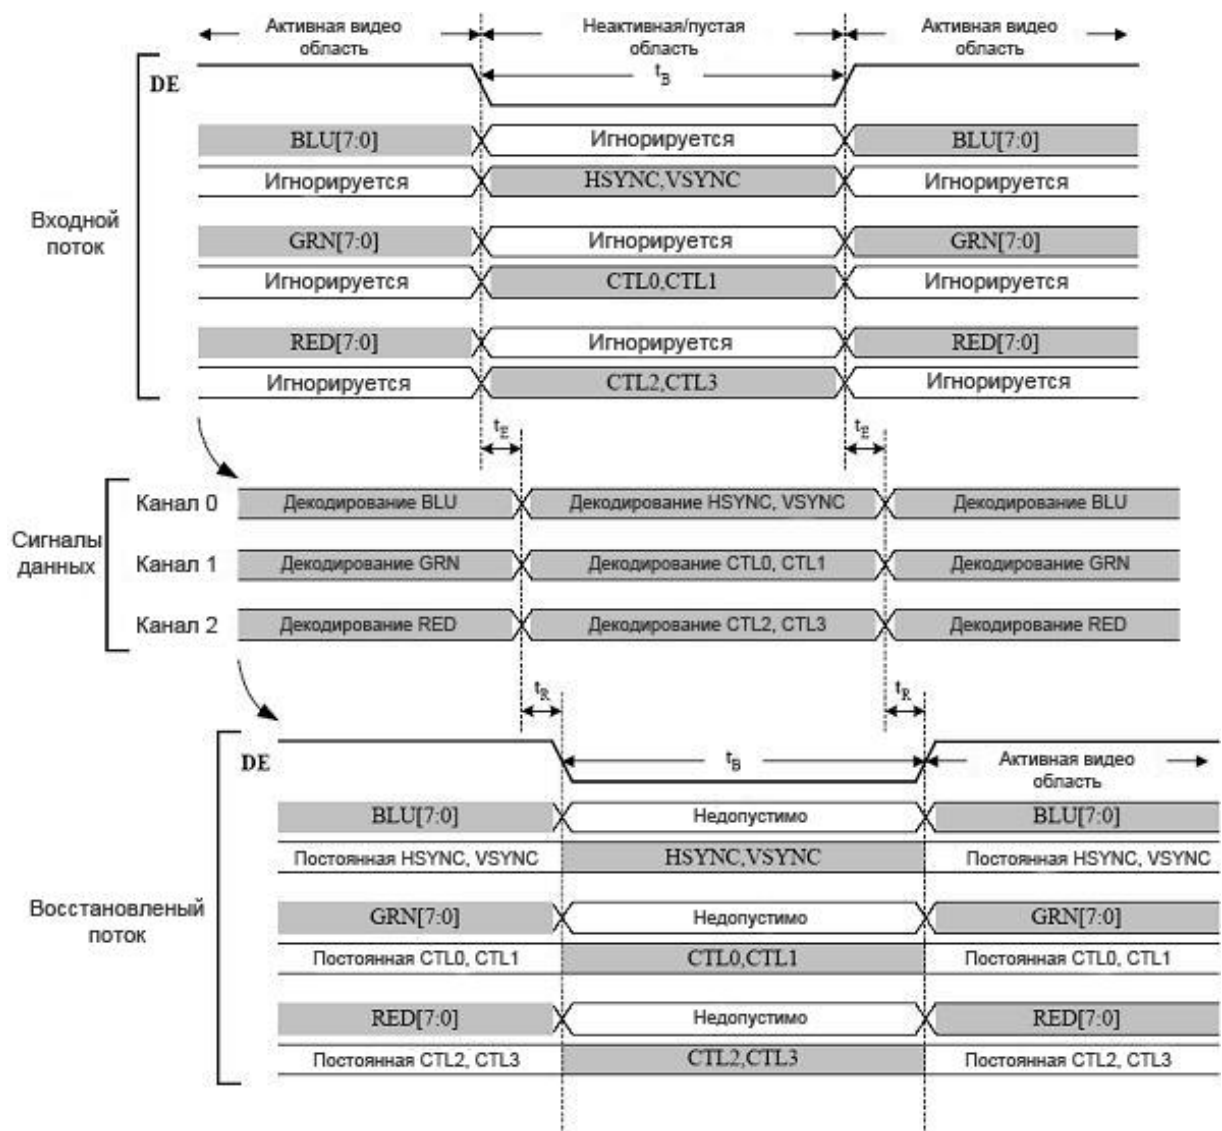 Активная видео Неактивная/пустая Активная видео
область область область
DE t_B
BLU[7:0] Игнорируется BLU[7:0]
Игнорируется HSYNC,VSYNC Игнорируется
Входной
поток
GRN[7:0] Игнорируется GRN[7:0]
Игнорируется CTL0,CTL1 Игнорируется
RED[7:0] Игнорируется RED[7:0]
Игнорируется CTL2,CTL3 Игнорируется
t_E t_E
Сигналы
данных
Канал 0 Декодирование BLU Декодирование HSYNC, VSYNC Декодирование BLU
Канал 1 Декодирование GRN Декодирование CTL0, CTL1 Декодирование GRN
Канал 2 Декодирование RED Декодирование CTL2, CTL3 Декодирование RED
t_R t_R
DE t_B Активная видео
область
BLU[7:0] Недопустимо BLU[7:0]
Постоянная HSYNC, VSYNC HSYNC,VSYNC Постоянная HSYNC, VSYNC
Восстановленый
поток
GRN[7:0] Недопустимо GRN[7:0]
Постоянная CTL0, CTL1 CTL0,CTL1 Постоянная CTL0, CTL1
RED[7:0] Недопустимо RED[7:0]
Постоянная CTL2, CTL3 CTL2,CTL3 Постоянная CTL2, CTL3